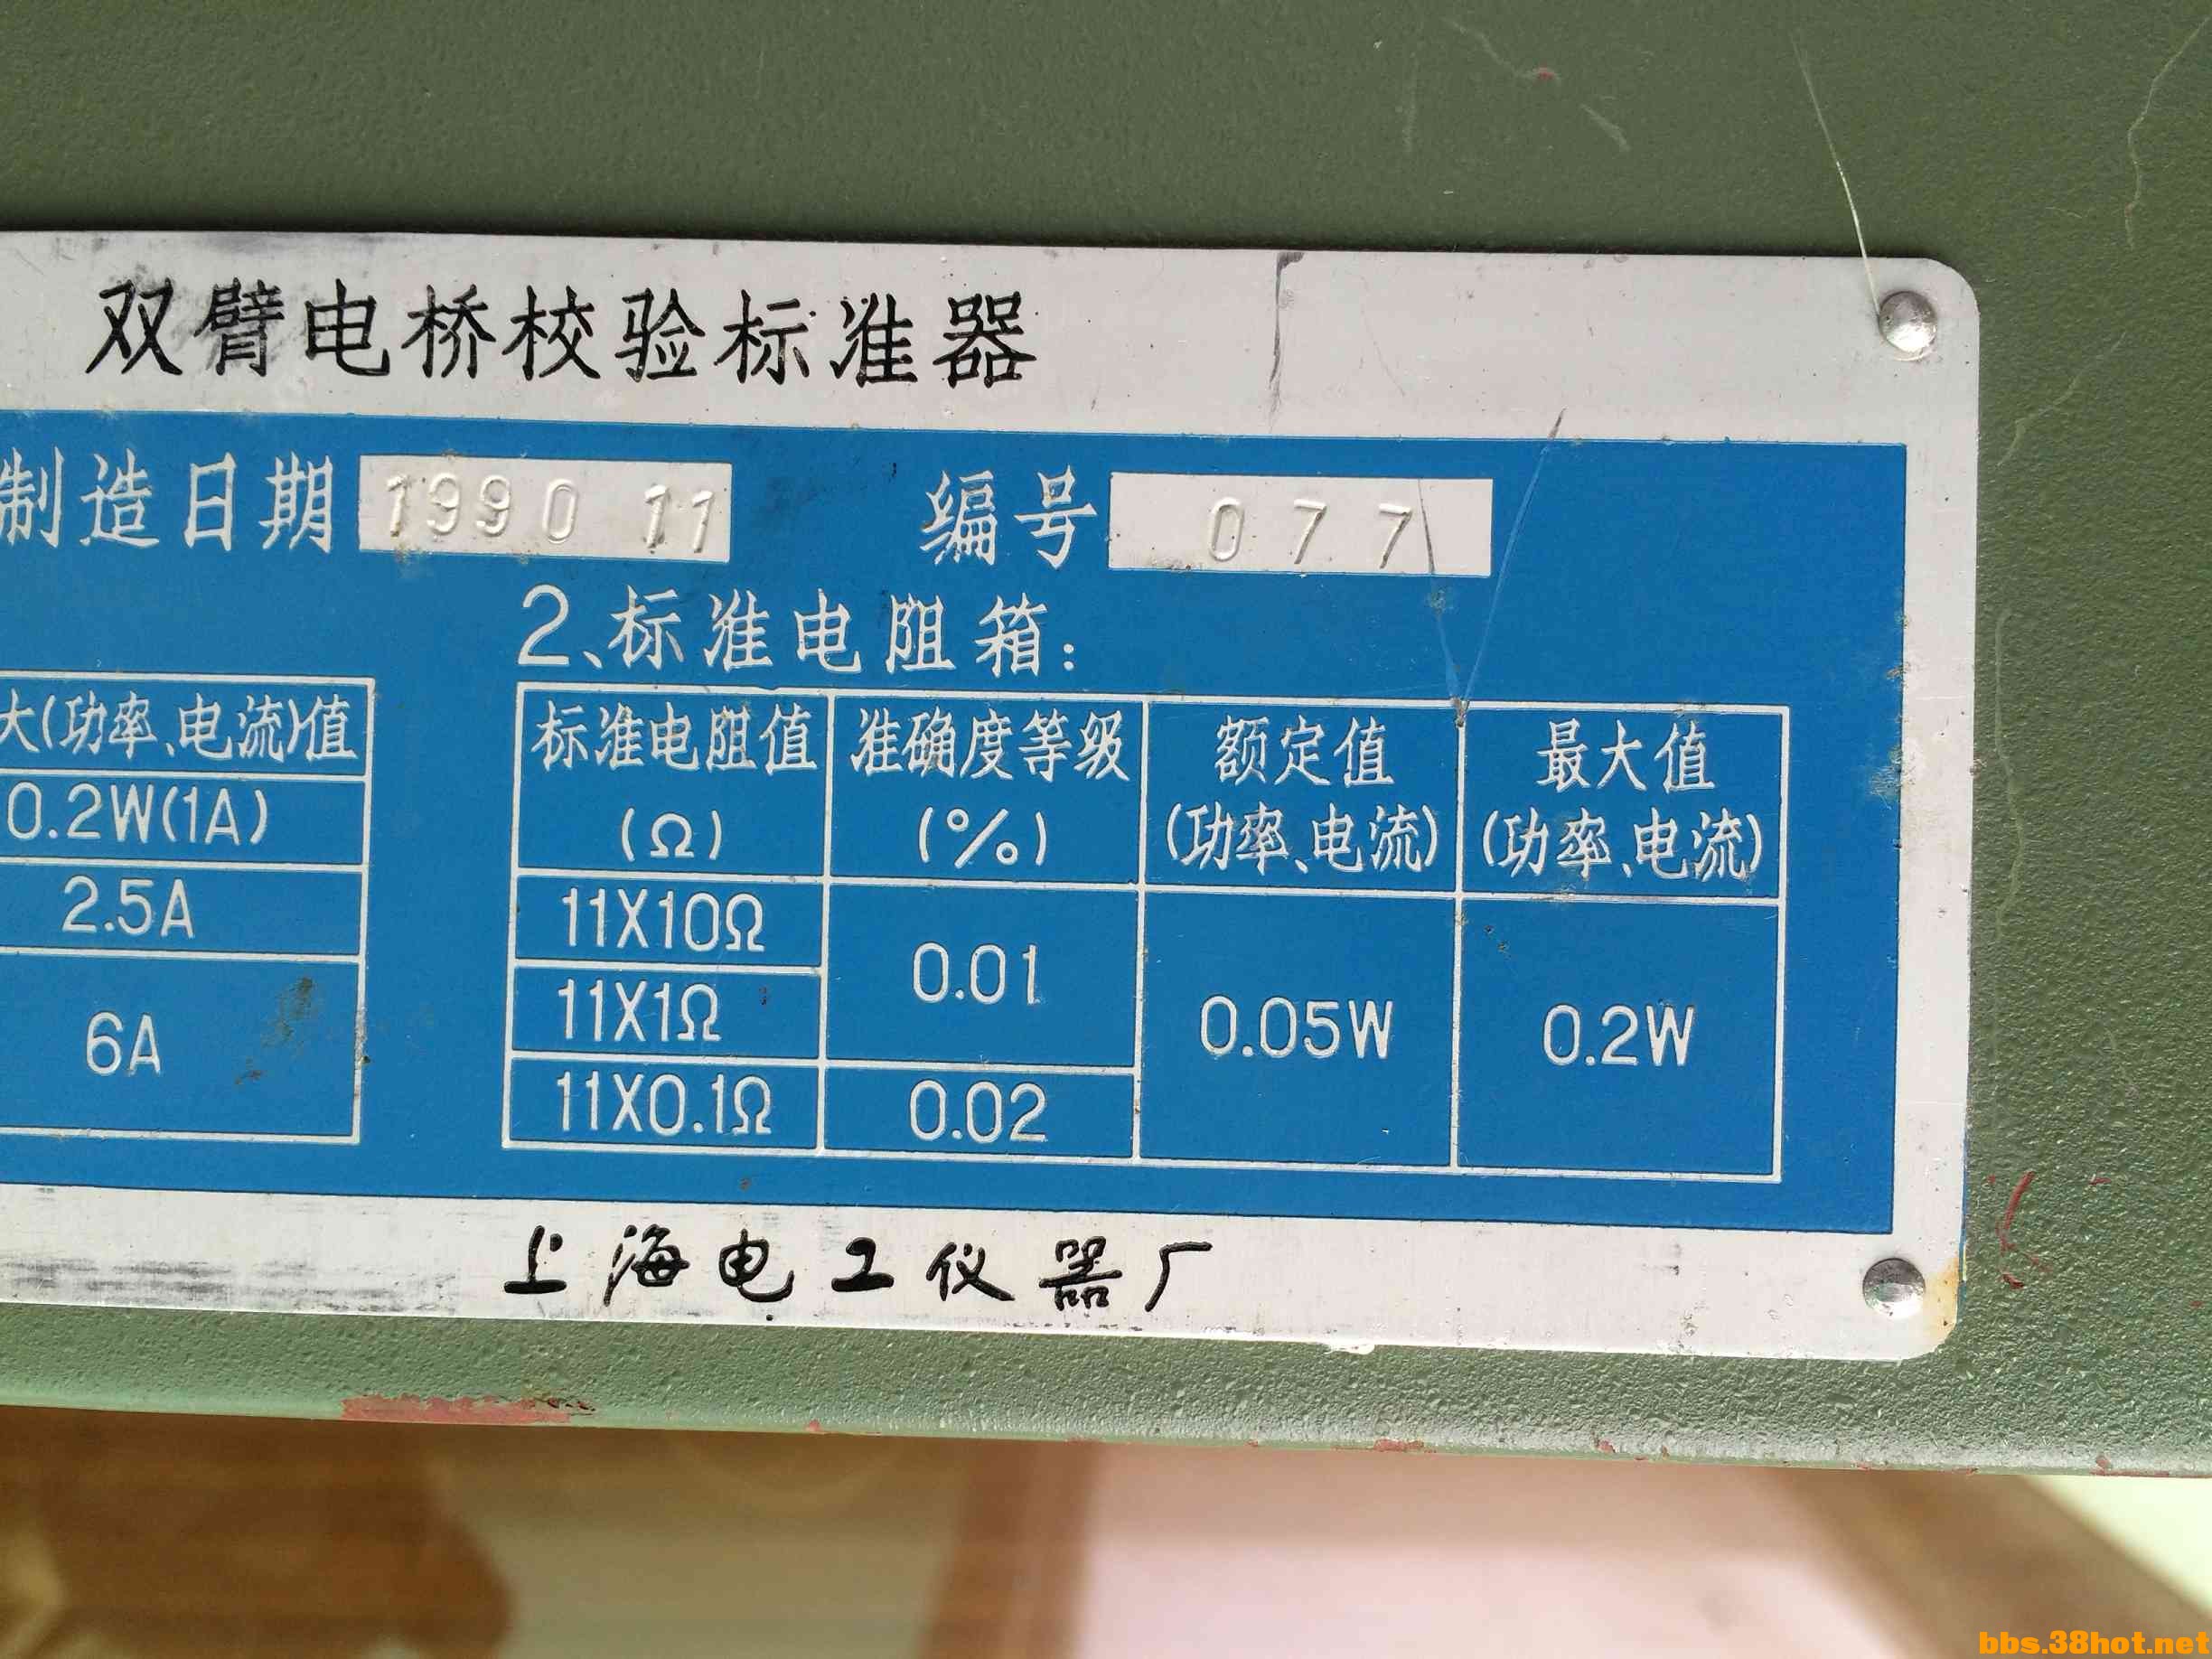 双臂电桥校验标准器
制造日期 1990 11 编号 077
2、标准电阻箱:
大(功率、电流)值
0.2W(1A)
2.5A
6A
标准电阻值(Ω) 准确度等级(%) 额定值(功率、电流) 最大值(功率、电流)
11X10Ω 0.01 0.05W 0.2W
11X1Ω
11X0.1Ω 0.02
上海电工仪器厂
bbs.38hot.net